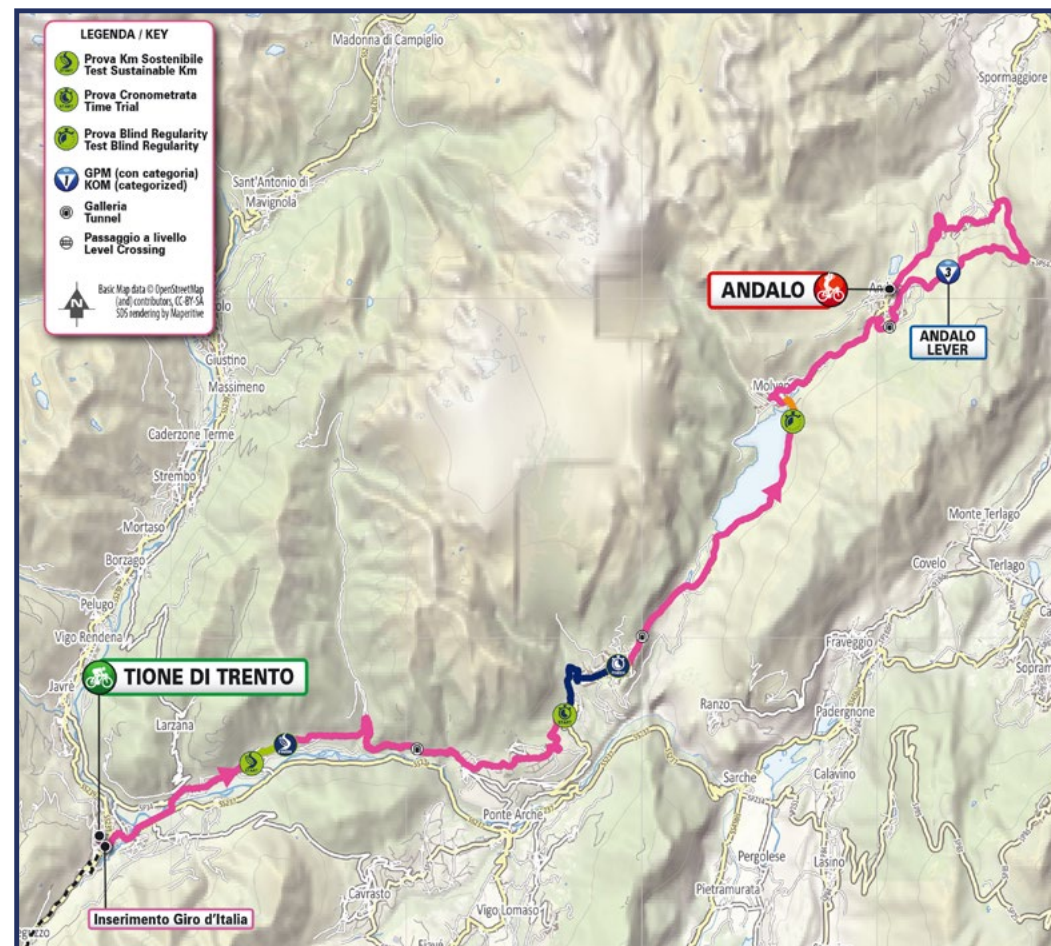 LEGENDA / KEY
Prova Km Sostenibile
Test Sustainable Km
Prova Cronometrata
Time Trial
Prova Blind Regularity
Test Blind Regularity
GPM (con categoria)
KOM (categorized)
Galleria
Tunnel
Passaggio a livello
Level Crossing
N
Basic Map data © OpenStreetMap
(and) contributors, CC-BY-SA
SDS rendering by Maperitive
Madonna di Campiglio
Spormaggiore
Sant'Antonio di
Mavignola
ANDALO
3
ANDALO
LEVER
Giustino
Massimeno
Caderzone Terme
Strembo
Mortaso
Borzago
Pelugo
Vigo Rendena
Javrè
TIONE DI TRENTO
Larzana
Monte Terlago
Covelo
Terlago
Fraveggio
Ranzo
Padergnone
Sarche
Calavino
Ponte Arche
Lasino
Pergolese
Pietramurata
Cavrasto
Vigo Lomaso
Inserimento Giro d'Italia